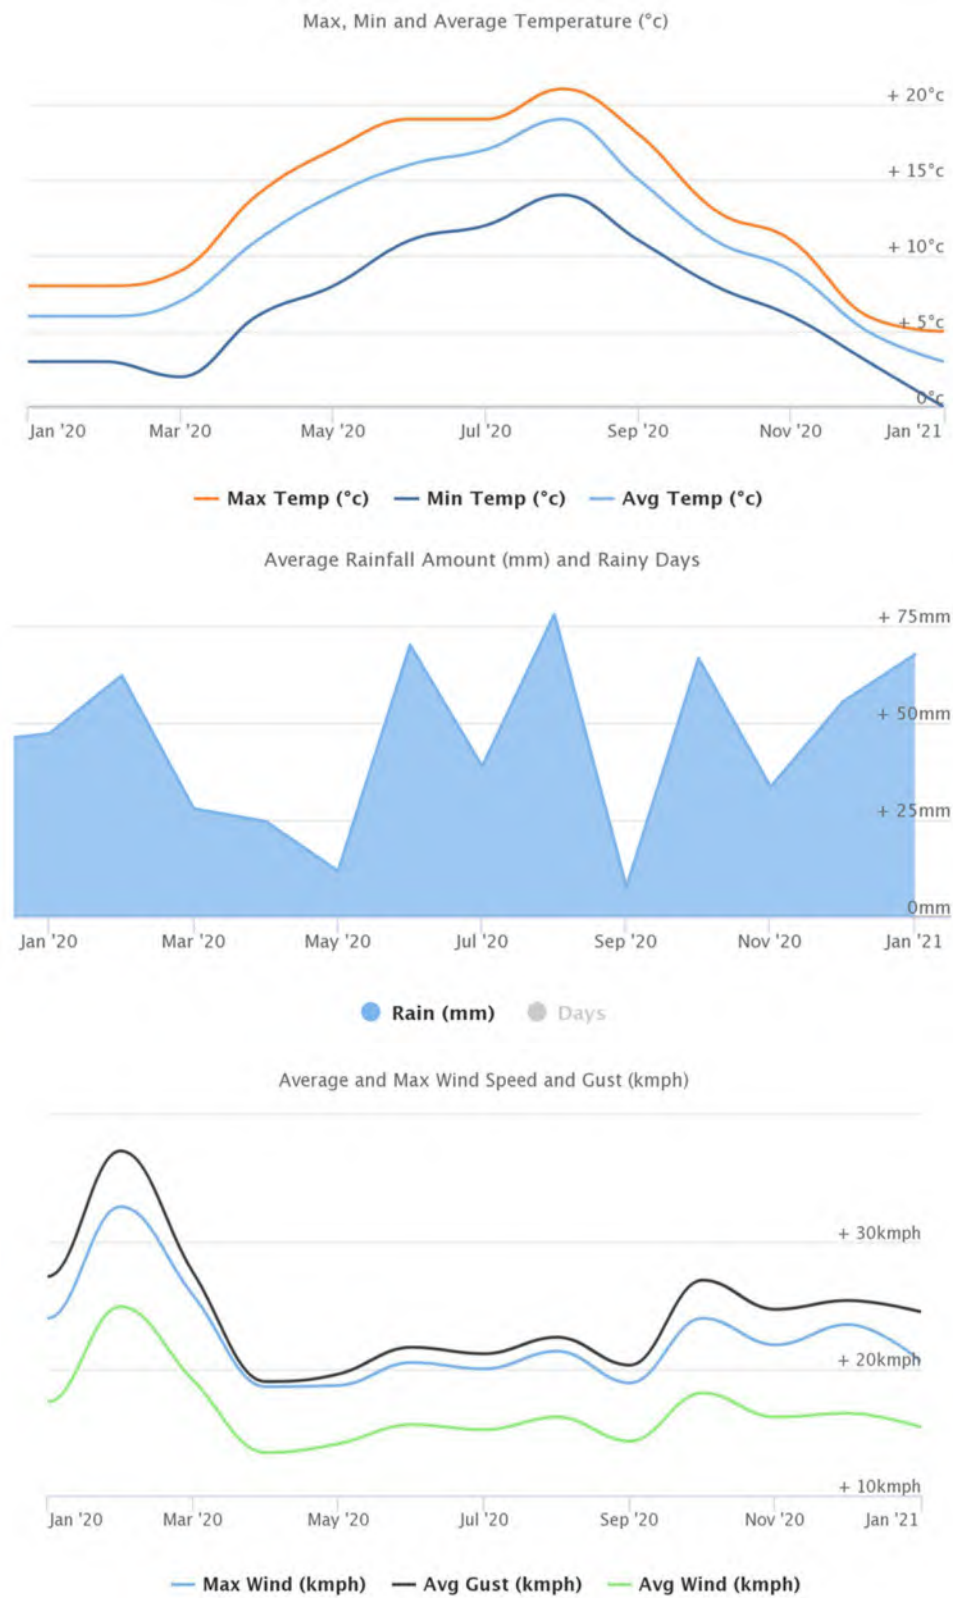 Max, Min and Average Temperature (°c)
+ 20°c
+ 15°c
+ 10°c
+ 5°c
0°c
Jan '20 Mar '20 May '20 Jul '20 Sep '20 Nov '20 Jan '21
Max Temp (°c) Min Temp (°c) Avg Temp (°c)
Average Rainfall Amount (mm) and Rainy Days
+ 75mm
+ 50mm
+ 25mm
0mm
Jan '20 Mar '20 May '20 Jul '20 Sep '20 Nov '20 Jan '21
Rain (mm) Days
Average and Max Wind Speed and Gust (kmph)
+ 30kmph
+ 20kmph
+ 10kmph
Jan '20 Mar '20 May '20 Jul '20 Sep '20 Nov '20 Jan '21
Max Wind (kmph) Avg Gust (kmph) Avg Wind (kmph)